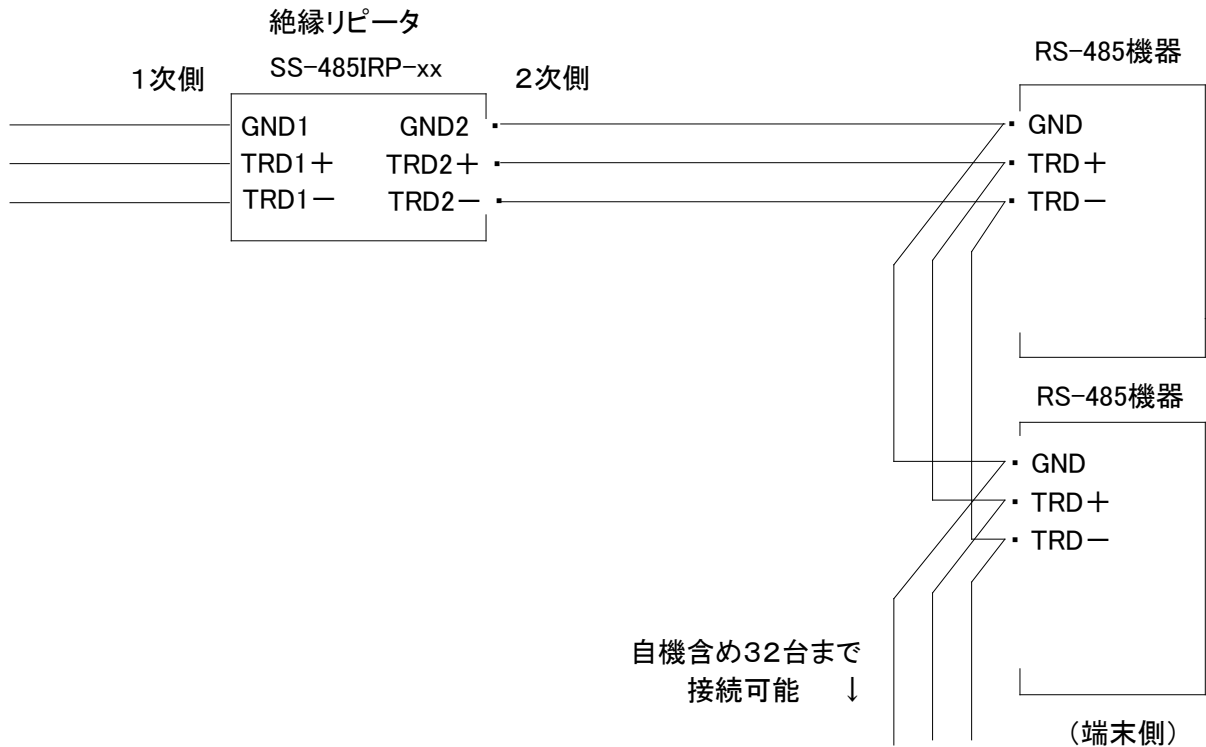 絶縁リピータ
SS-485IRP-xx
1次側
2次側
GND1
GND2
TRD1＋
TRD2＋
TRD1－
TRD2－
RS-485機器
GND
TRD＋
TRD－
RS-485機器
GND
TRD＋
TRD－
自機含め32台まで
接続可能 ↓
（端末側）